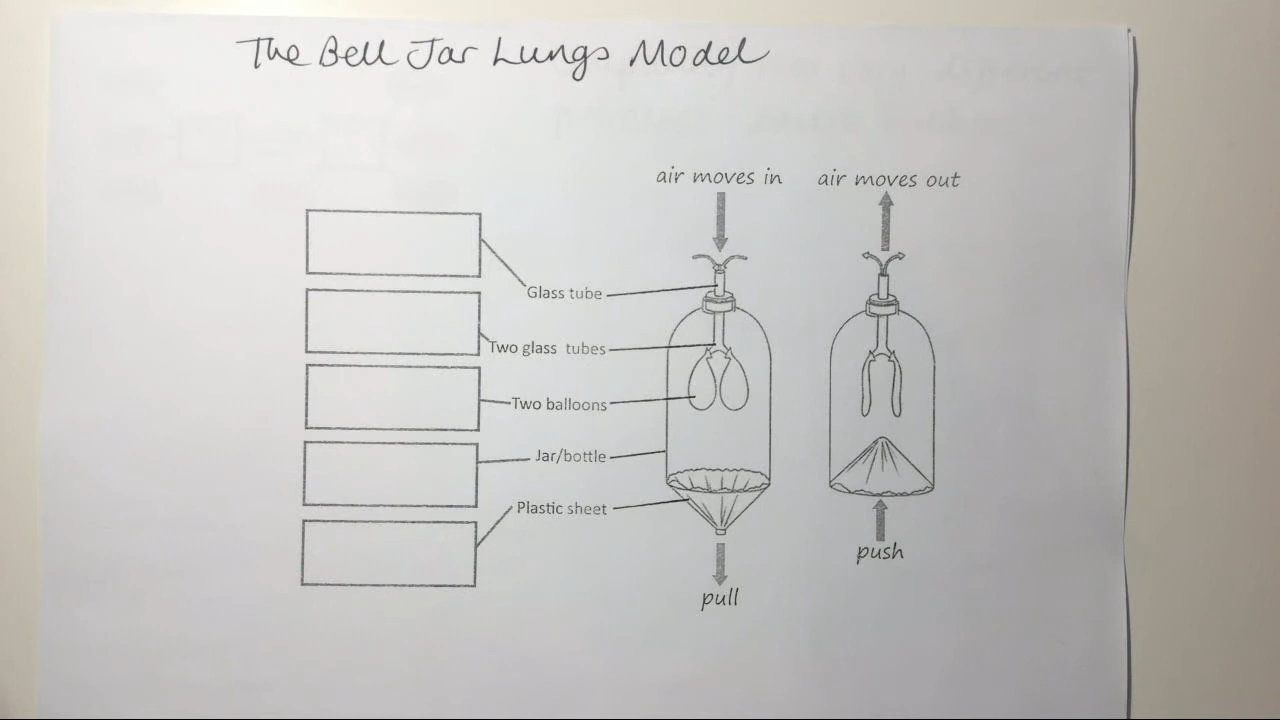 The Bell Jar Lungs Model
air moves in
air moves out
Glass tube
Two glass tubes
Two balloons
Jar/bottle
Plastic sheet
push
pull